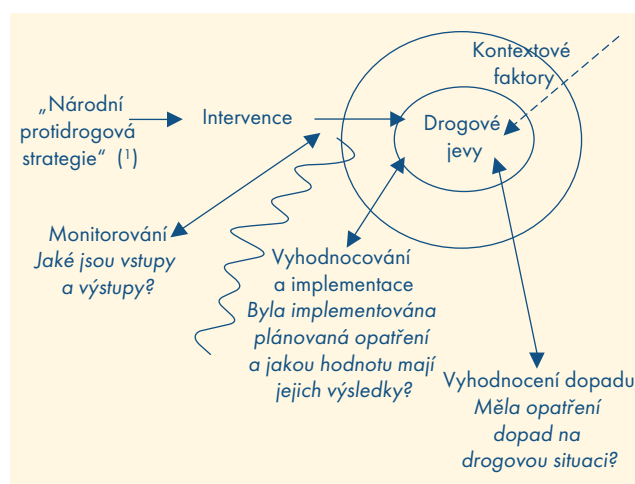 Kontextové
faktory
„Národní
protidrogová
strategie“ (¹)
Intervence
Drogové
jevy
Monitorování
Jaké jsou vstupy
a výstupy?
Vyhodnocování
a implementace
Byla implementována
plánovaná opatření
a jakou hodnotu mají
jejich výsledky?
Vyhodnocení dopadu
Měla opatření
dopad na
drogovou situaci?